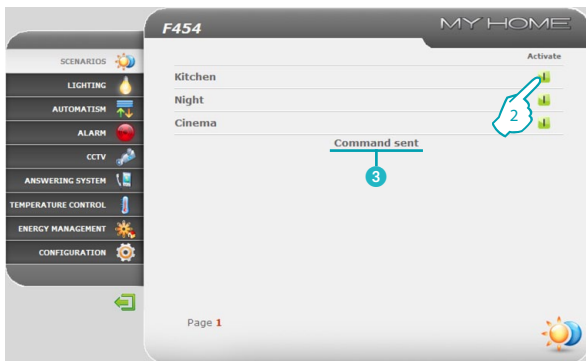 F454
MY HOME
SCENARIOS
LIGHTING
AUTOMATISM
ALARM
CCTV
ANSWERING SYSTEM
TEMPERATURE CONTROL
ENERGY MANAGEMENT
CONFIGURATION
Activate
Kitchen
Night
Cinema
2
Command sent
3
Page 1